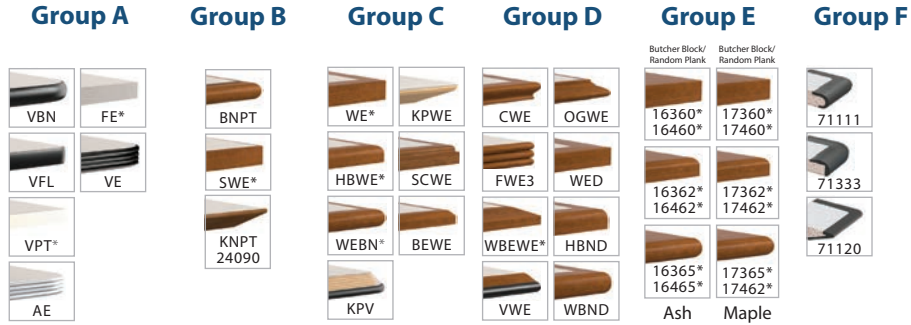 Group A
Group B
Group C
Group D
Group E
Group F
Butcher Block/
Random Plank
Butcher Block/
Random Plank
VBN
FE*
BNPT
WE*
KPWE
CWE
OGWE
16360*
16460*
17360*
17460*
71111
VFL
VE
SWE*
HBWE*
SCWE
FWE3
WED
16362*
16462*
17362*
17462*
71333
VPT*
KNPT
24090
WEBN*
BEWE
WBEWE*
HBND
16365*
16465*
17365*
17462*
71120
AE
KPV
VWE
WBND
Ash
Maple